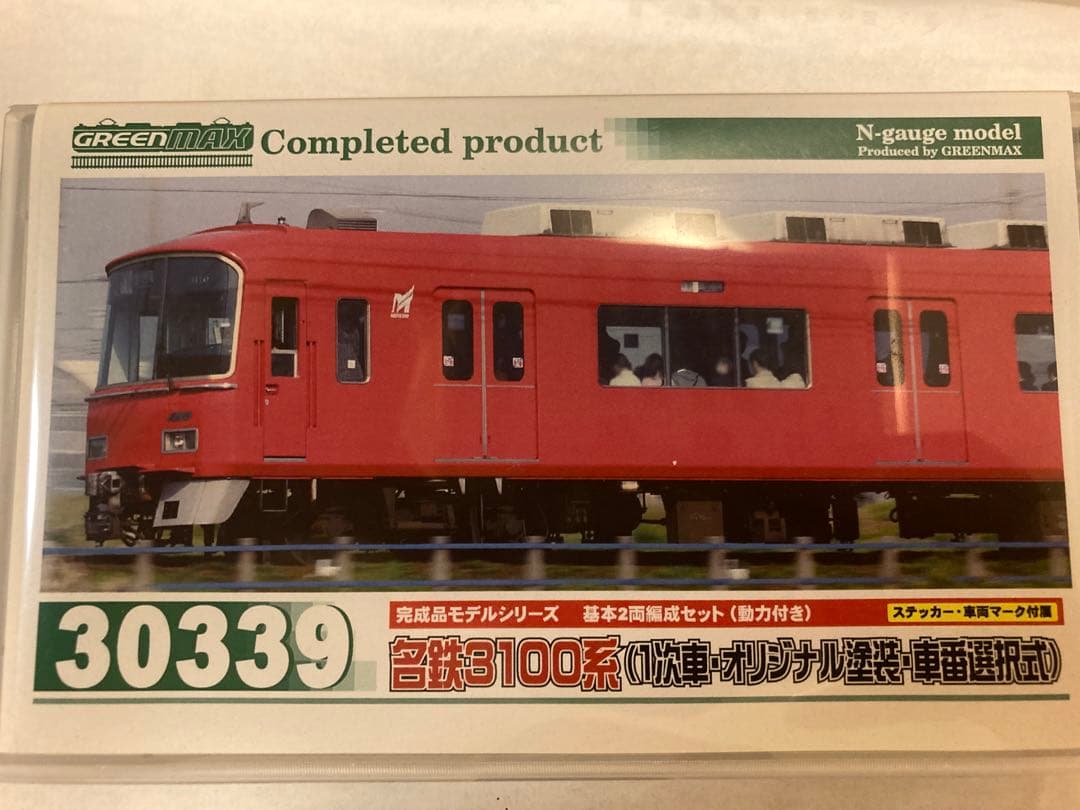 GREENMAX Completed product
N-gauge model
Produced by GREENMAX
30339
完成品モデルシリーズ 基本2両編成セット(動力付き)
ステッカー・車両マーク付属
名鉄3100系(1次車・オリジナル塗装・車番選択式)